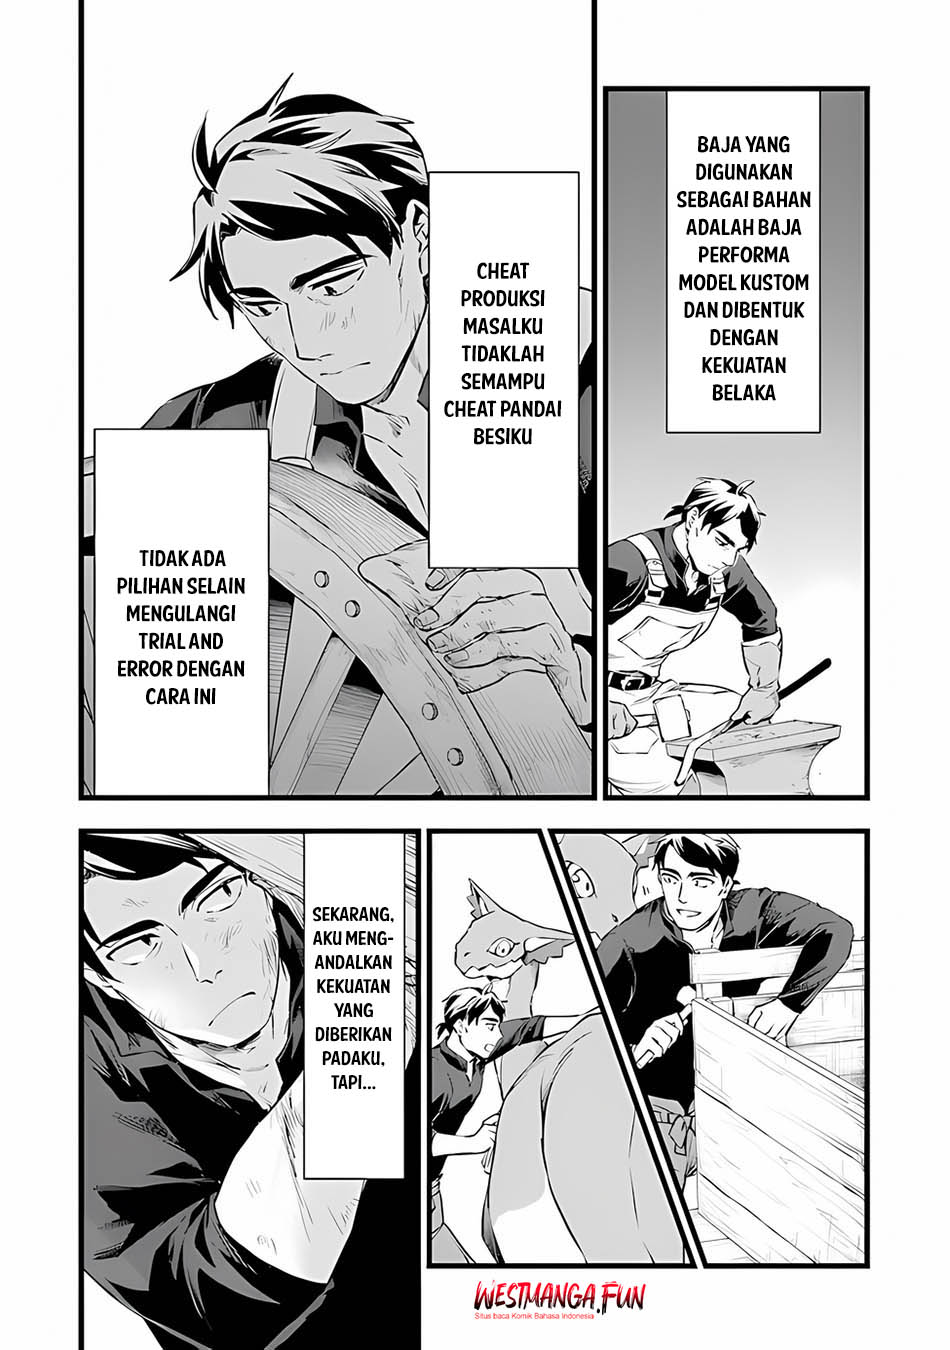 BAJA YANG
DIGUNAKAN
SEBAGAI BAHAN
ADALAH BAJA
PERFORMA
MODEL KUSTOM
DAN DIBENTUK
DENGAN
KEKUATAN
BELAKA
CHEAT
PRODUKSI
MASALKU
TIDAKLAH
SEMAMPU
CHEAT PANDAI
BESIKU
TIDAK ADA
PILIHAN SELAIN
MENGULANGI
TRIAL AND
ERROR DENGAN
CARA INI
SEKARANG,
AKU MENG-
ANDALKAN
KEKUATAN
YANG
DIBERIKAN
PADAKU,
TAPI...
WESTMANGA.FUN
Situs baca Komik Bahasa Indonesia